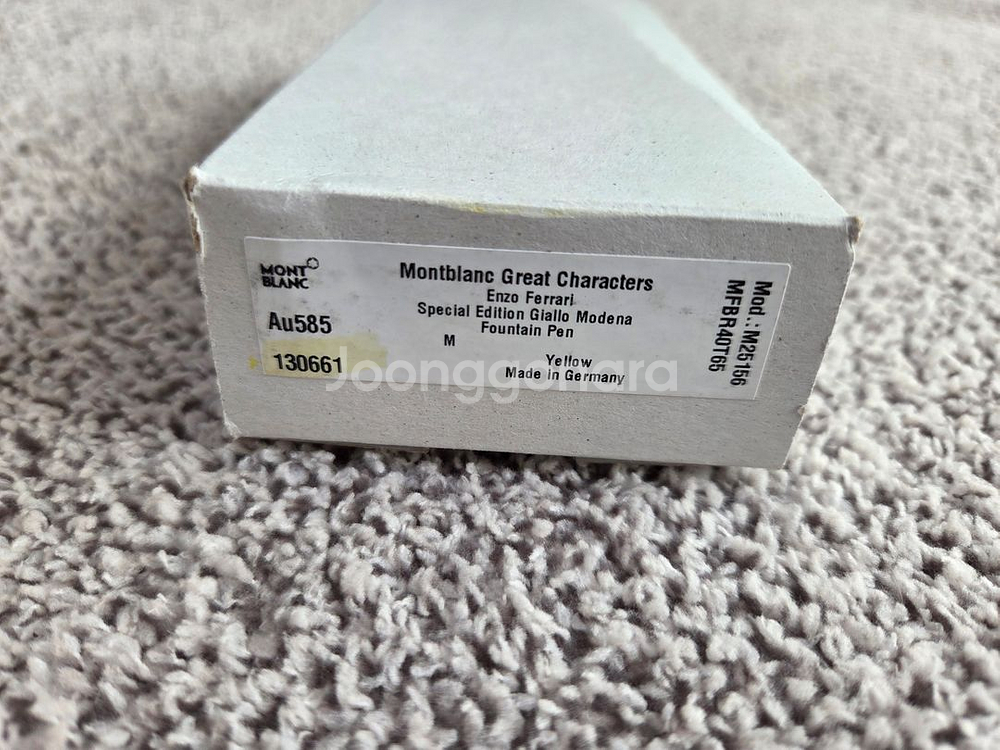 MONT
BLANC
Montblanc Great Characters
Enzo Ferrari
Special Edition Giallo Modena
Fountain Pen
Au585
M
130661
Yellow
Made in Germany
Mod.: M25156
MFBR40T65
Joonggonara